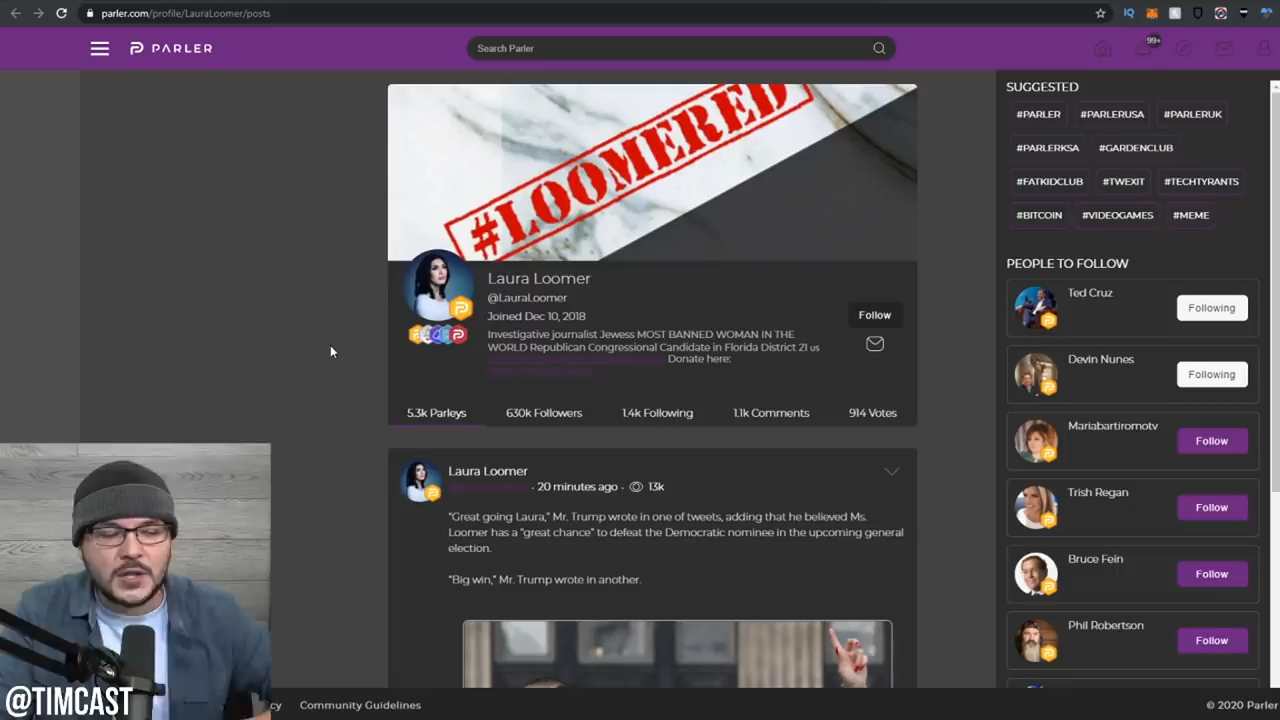 parler.com/profile/LauraLoomer/posts
PARLER
Search Parler
99+
#LOOMERED
Laura Loomer
@LauraLoomer
Joined Dec 10, 2018
Follow
Investigative journalist Jewess MOST BANNED WOMAN IN THE
WORLD Republican Congressional Candidate in Florida District 21 us
Donate here:
5.3k Parleys
630k Followers
1.4k Following
1.1k Comments
914 Votes
Laura Loomer
· 20 minutes ago · 13k
“Great going Laura,” Mr. Trump wrote in one of tweets, adding that he believed Ms.
Loomer has a “great chance” to defeat the Democratic nominee in the upcoming general
election.
“Big win,” Mr. Trump wrote in another.
SUGGESTED
#PARLER #PARLERUSA #PARLERUK
#PARLERKSA #GARDENCLUB
#FATKIDCLUB #TWEXIT #TECHTYRANTS
#BITCOIN #VIDEOGAMES #MEME
PEOPLE TO FOLLOW
Ted Cruz
Following
Devin Nunes
Following
Mariabartiromotv
Follow
Trish Regan
Follow
Bruce Fein
Follow
Phil Robertson
Follow
@TIMCAST
cy
Community Guidelines
© 2020 Parler